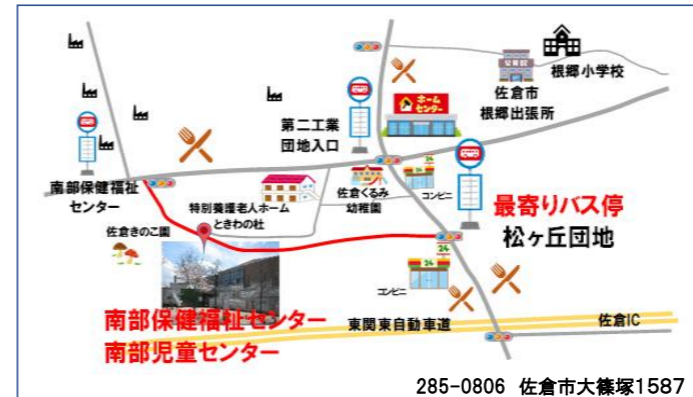 根郷小学校
佐倉市
根郷出張所
ホーム
センター
第二工業
団地入口
南部保健福祉
センター
特別養護老人ホーム
ときわの杜
佐倉くるみ
幼稚園
24
コンビニ
最寄りバス停
松ヶ丘団地
佐倉きのこ園
24
コンビニ
南部保健福祉センター
南部児童センター
東関東自動車道
佐倉IC
285-0806 佐倉市大篠塚1587